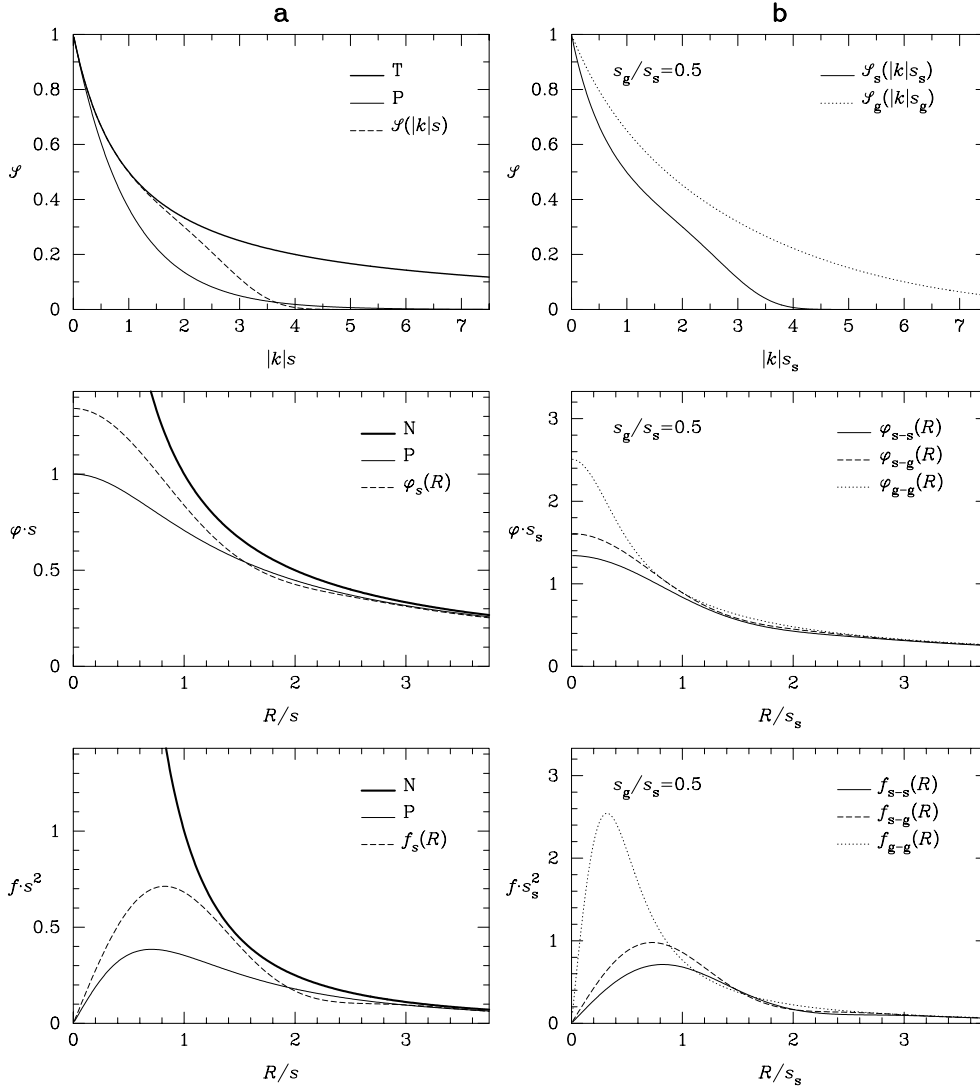 a
1
0.8
0.6
0.4
0.2
0
𝒮
T
P
𝒮(|k|s)
0 1 2 3 4 5 6 7
|k|s
b
1
0.8
0.6
0.4
0.2
0
𝒮
s_g/s_s=0.5
𝒮_s(|k|s_s)
𝒮_g(|k|s_g)
0 1 2 3 4 5 6 7
|k|s_s
1
0.5
0
φ·s
N
P
φ_s(R)
0 1 2 3
R/s
3
2
1
0
φ·s_s
s_g/s_s=0.5
φ_s-s(R)
φ_s-g(R)
φ_g-g(R)
0 1 2 3
R/s_s
1
0.5
0
f·s²
N
P
f_s(R)
0 1 2 3
R/s
3
2
1
0
f·s_s²
s_g/s_s=0.5
f_s-s(R)
f_s-g(R)
f_g-g(R)
0 1 2 3
R/s_s